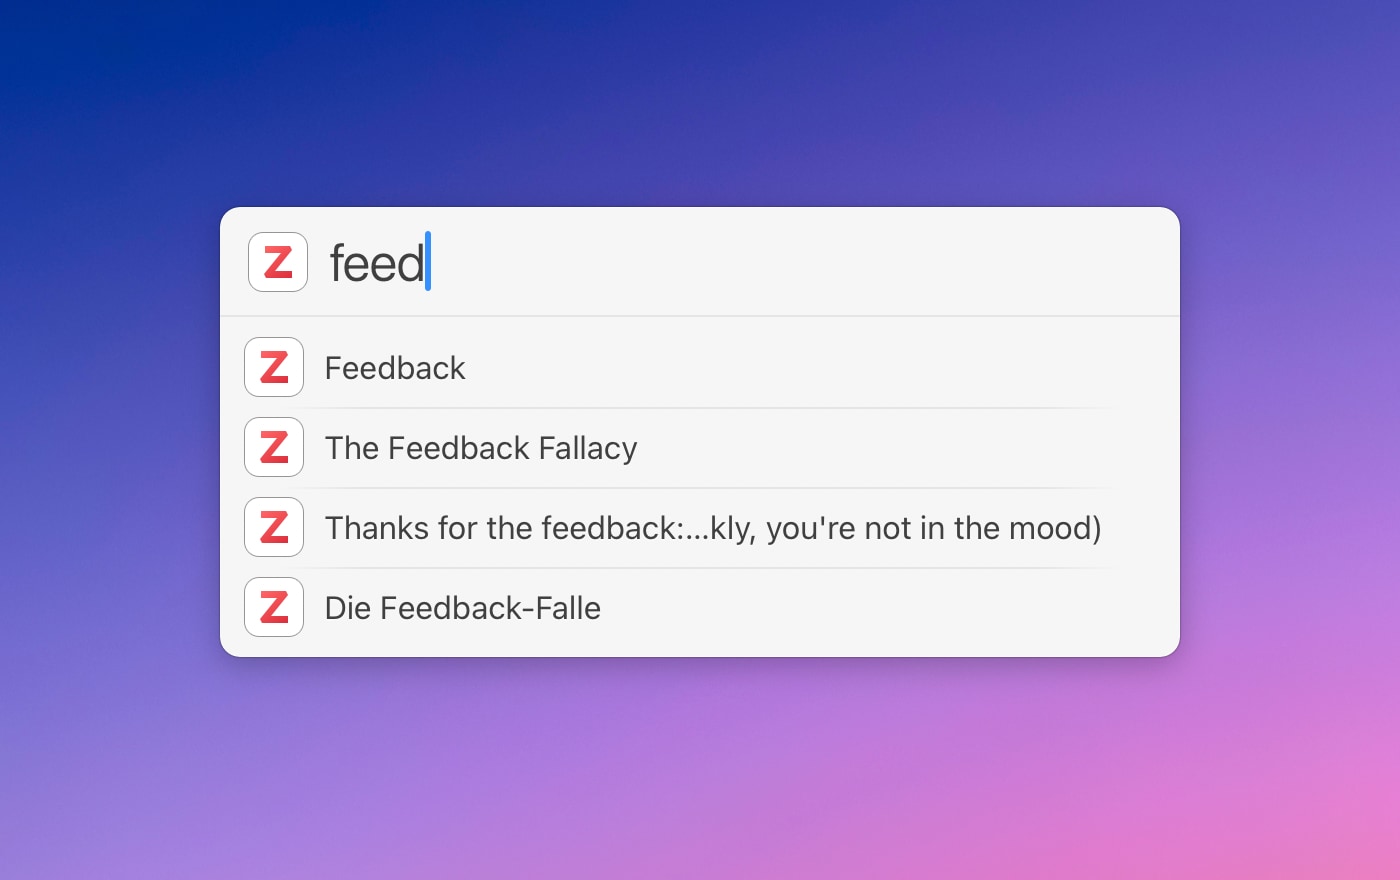 Z feed
Z Feedback
Z The Feedback Fallacy
Z Thanks for the feedback:...kly, you're not in the mood)
Z Die Feedback-Falle